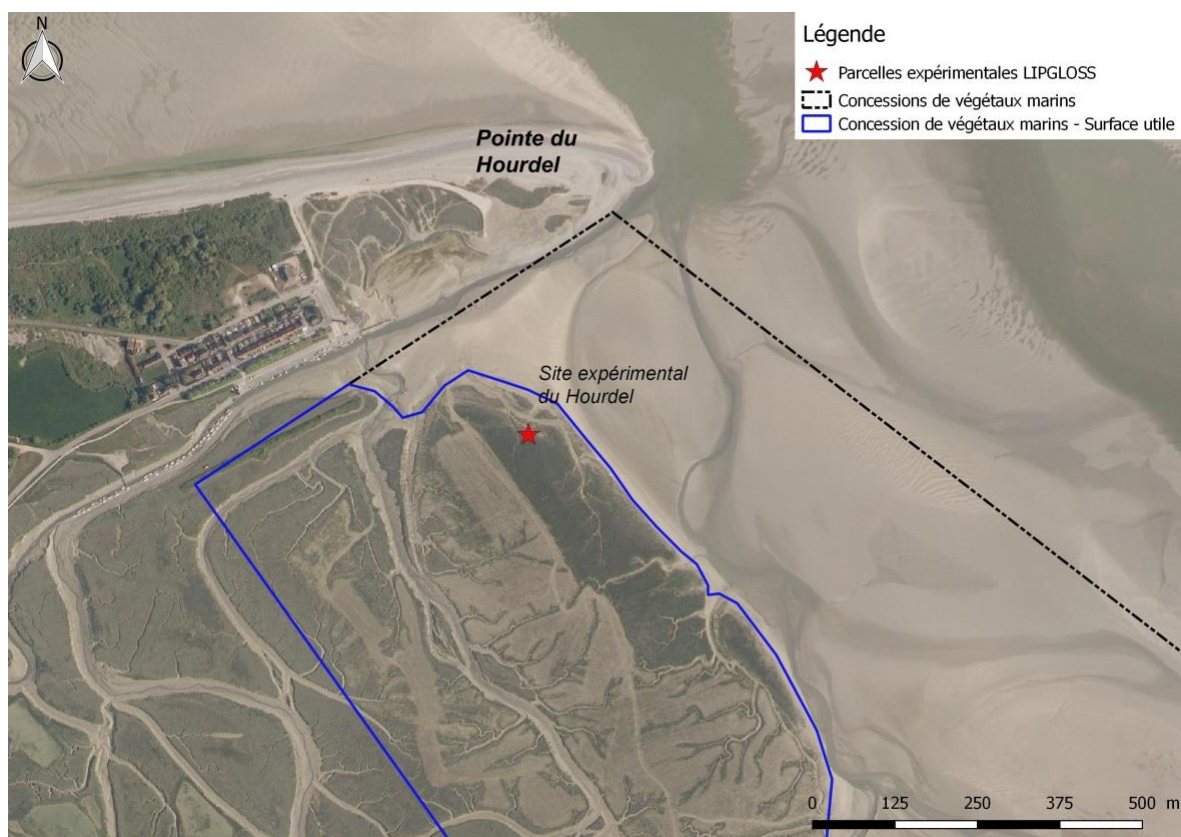 N
Légende
Parcelles expérimentales LIPGLOSS
Concessions de végétaux marins
Concession de végétaux marins - Surface utile
Pointe du
Hourdel
Site expérimental
du Hourdel
0 125 250 375 500 m